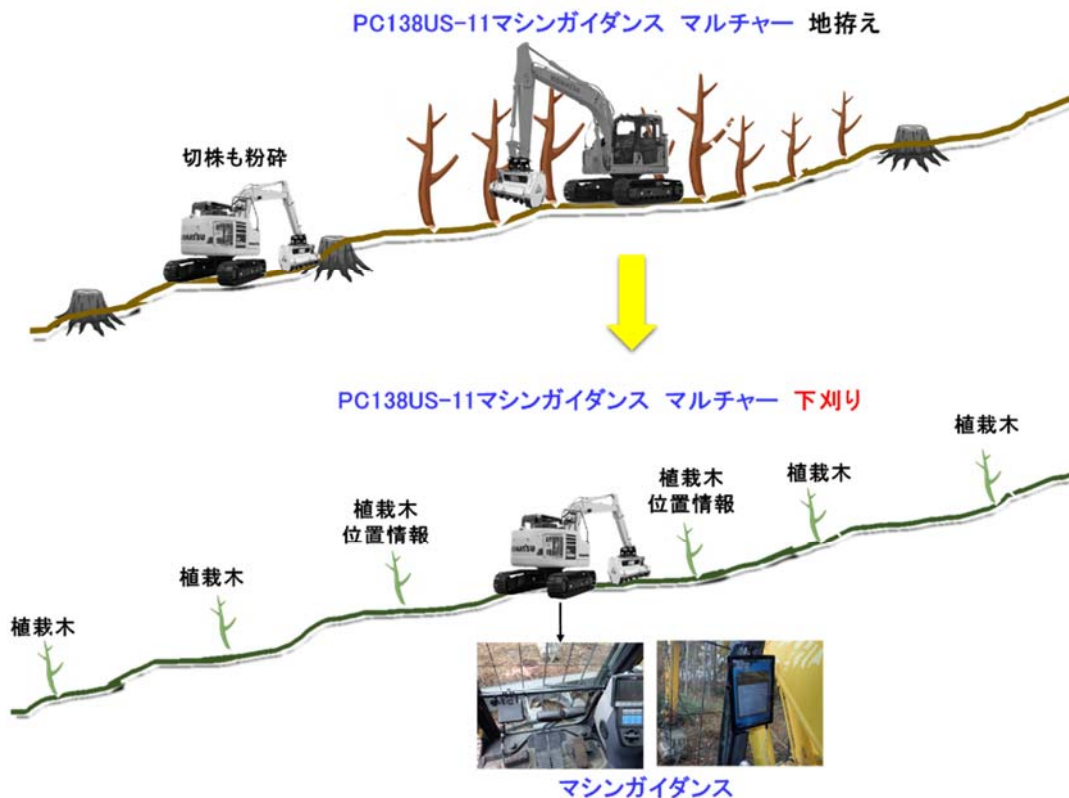 PC138US-11マシンガイダンス マルチャー 地拵え
切株も粉砕
KOMATSU
PC138US-11マシンガイダンス マルチャー 下刈り
植栽木
植栽木
植栽木
位置情報
植栽木
位置情報
植栽木
植栽木
マシンガイダンス